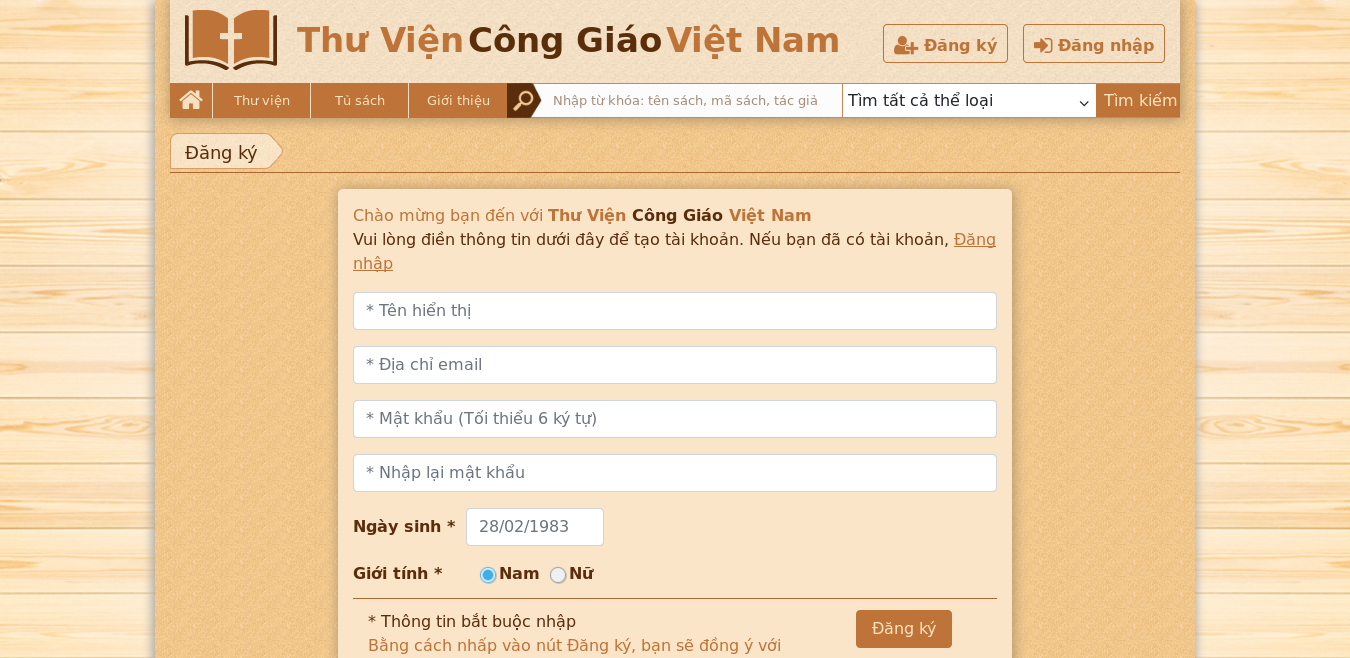 Thư Viện Công Giáo Việt Nam
Đăng ký
Đăng nhập
Thư viện
Tủ sách
Giới thiệu
Nhập từ khóa: tên sách, mã sách, tác giả
Tìm tất cả thể loại
Tìm kiếm
Đăng ký
Chào mừng bạn đến với Thư Viện Công Giáo Việt Nam
Vui lòng điền thông tin dưới đây để tạo tài khoản. Nếu bạn đã có tài khoản, Đăng
nhập
* Tên hiển thị
* Địa chỉ email
* Mật khẩu (Tối thiểu 6 ký tự)
* Nhập lại mật khẩu
Ngày sinh * 28/02/1983
Giới tính * Nam Nữ
* Thông tin bắt buộc nhập
Đăng ký
Bằng cách nhấp vào nút Đăng ký, bạn sẽ đồng ý với